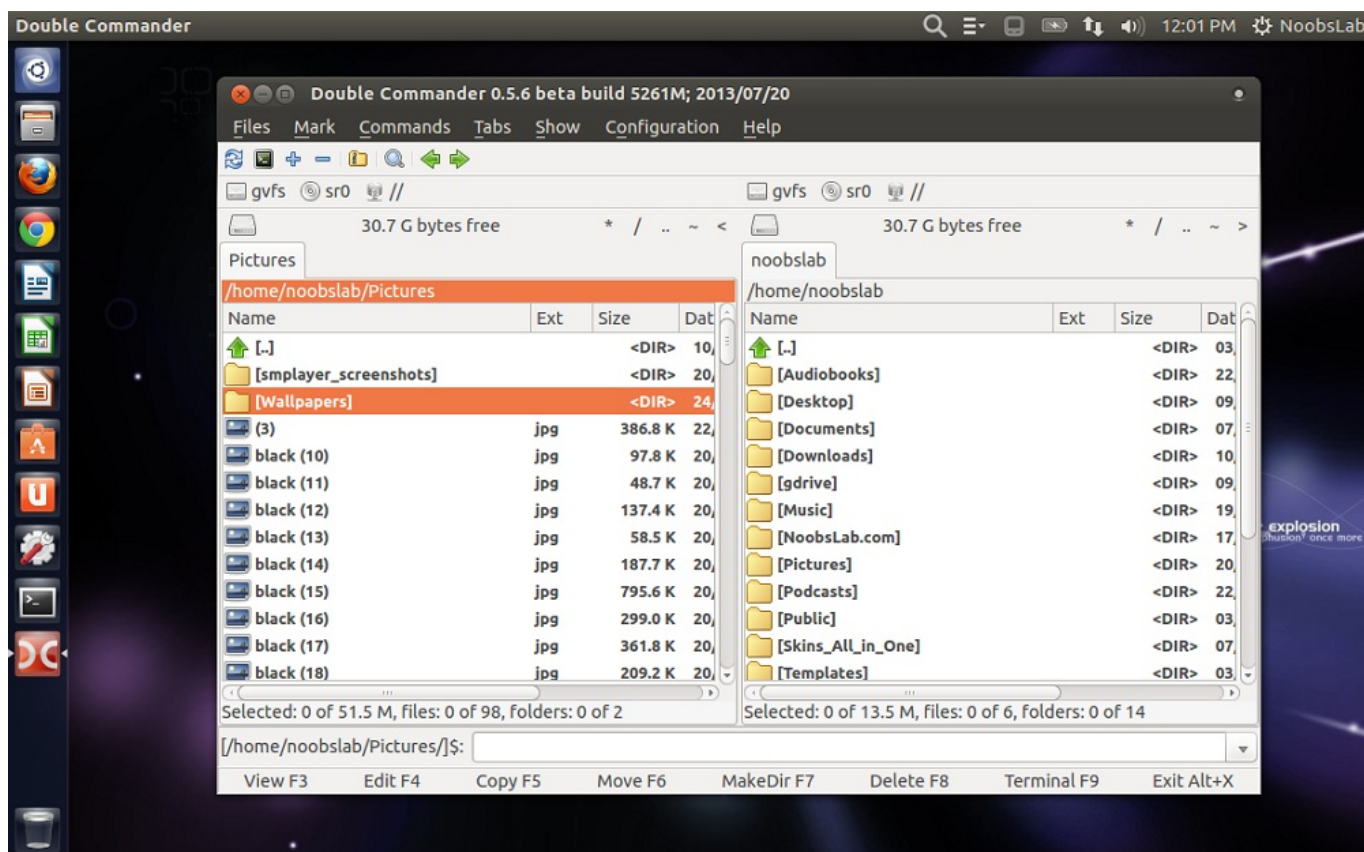 Double Commander
12:01 PM NoobsLab
Double Commander 0.5.6 beta build 5261M; 2013/07/20
Files Mark Commands Tabs Show Configuration Help
gvfs sr0 // gvfs sr0 //
30.7 G bytes free * / .. ~ < 30.7 G bytes free * / .. ~ >
Pictures noobslab
/home/noobslab/Pictures /home/noobslab
Name Ext Size Dat Name Ext Size Dat
[..] <DIR> 10, [..] <DIR> 03,
[smplayer_screenshots] <DIR> 20, [Audiobooks] <DIR> 22,
[Wallpapers] <DIR> 24, [Desktop] <DIR> 09,
(3) jpg 386.8 K 22, [Documents] <DIR> 07,
black (10) jpg 97.8 K 20, [Downloads] <DIR> 10,
black (11) jpg 48.7 K 20, [gdrive] <DIR> 09,
black (12) jpg 137.4 K 20, [Music] <DIR> 19,
black (13) jpg 58.5 K 20, [NoobsLab.com] <DIR> 17, explosion
black (14) jpg 187.7 K 20, [Pictures] <DIR> 20, once more
black (15) jpg 795.6 K 20, [Podcasts] <DIR> 22,
black (16) jpg 299.0 K 20, [Public] <DIR> 03,
black (17) jpg 361.8 K 20, [Skins_All_in_One] <DIR> 07,
black (18) jpg 209.2 K 20, [Templates] <DIR> 03,
Selected: 0 of 51.5 M, files: 0 of 98, folders: 0 of 2 Selected: 0 of 13.5 M, files: 0 of 6, folders: 0 of 14
[/home/noobslab/Pictures/]$:
View F3 Edit F4 Copy F5 Move F6 MakeDir F7 Delete F8 Terminal F9 Exit Alt+X